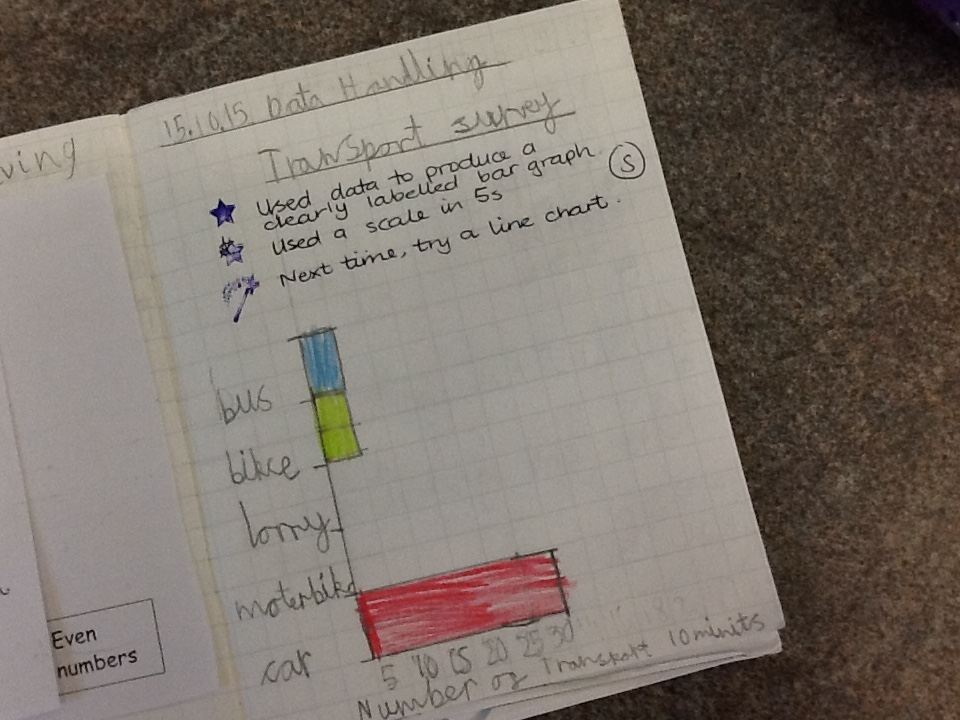 ving
15.10.15 Data Handling
Transport survey
Used data to produce a
clearly labelled bar graph.
S
Used a scale in 5s
Next time, try a line chart.
bus
bikce
lorry
moterbike
car
5 10 15 20 25 30
Number of Transport 10 minits
Even
numbers